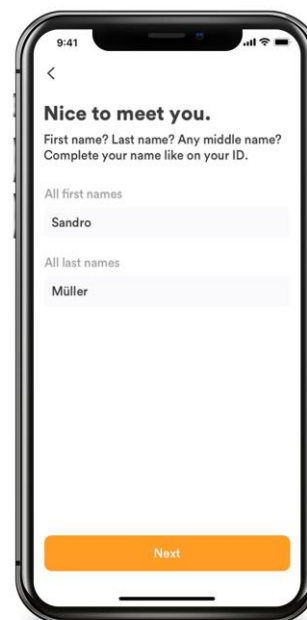 9:41
Nice to meet you.
First name? Last name? Any middle name?
Complete your name like on your ID.
All first names
Sandro
All last names
Müller
Next